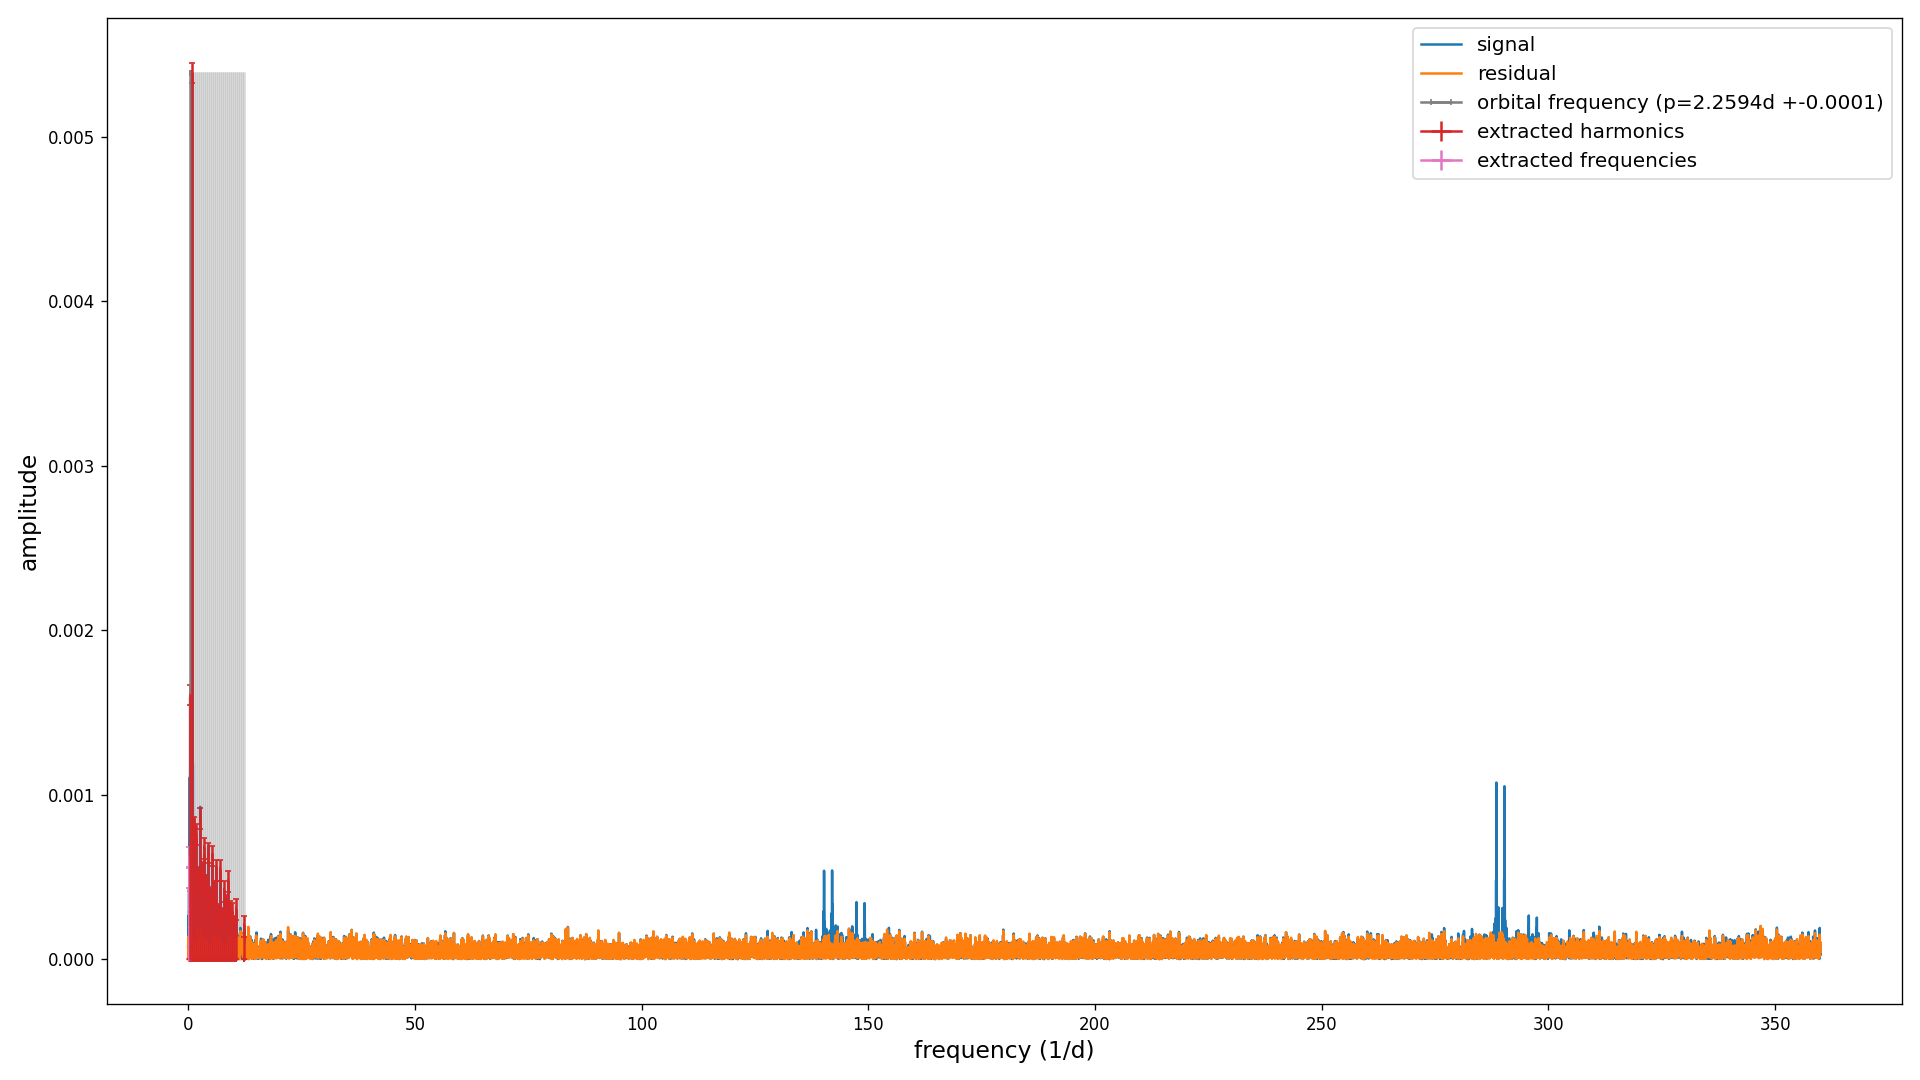 signal
residual
orbital frequency (p=2.2594d +-0.0001)
extracted harmonics
extracted frequencies
amplitude
0.005
0.004
0.003
0.002
0.001
0.000
0 50 100 150 200 250 300 350
frequency (1/d)